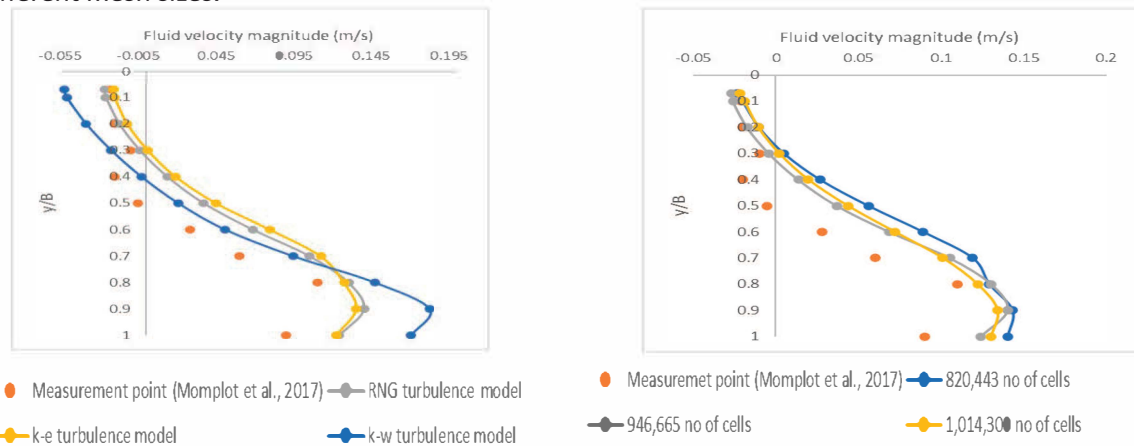 Fluid velocity magnitude (m/s)
-0.055 -0.005 0.045 0.095 0.145 0.195
0
0.1
0.2
0.3
0.4
0.5
0.6
0.7
0.8
0.9
1
y/B
Measurement point (Momplot et al., 2017) RNG turbulence model
k-e turbulence model k-w turbulence model
Fluid velocity magnitude (m/s)
-0.05 0 0.05 0.1 0.15 0.2
0
0.1
0.2
0.3
0.4
0.5
0.6
0.7
0.8
0.9
1
y/B
Measuremet point (Momplot et al., 2017) 820,443 no of cells
946,665 no of cells no of cells